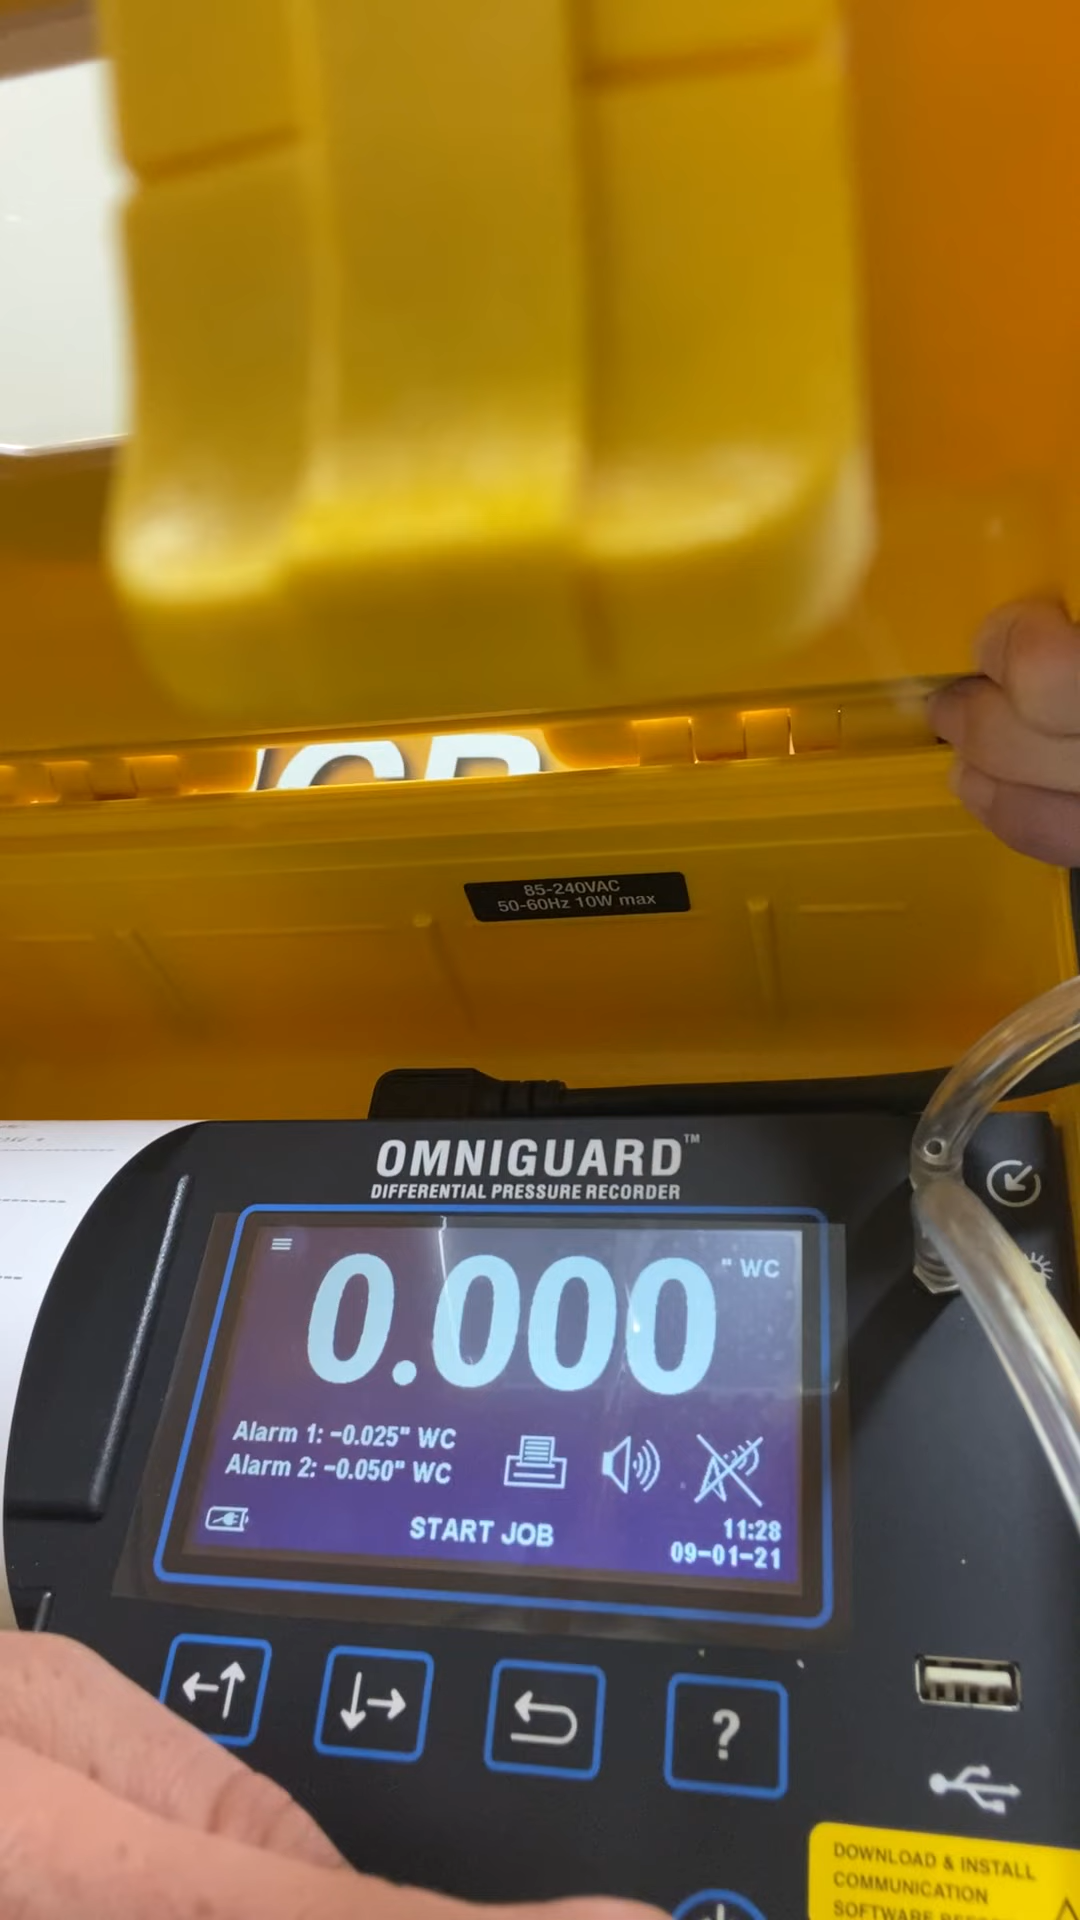 85-240VAC
50-60Hz 10W max
OMNIGUARD™
DIFFERENTIAL PRESSURE RECORDER
0.000 " WC
Alarm 1: -0.025" WC
Alarm 2: -0.050" WC
START JOB
11:28
09-01-21
?
DOWNLOAD & INSTALL
COMMUNICATION
SOFTWARE